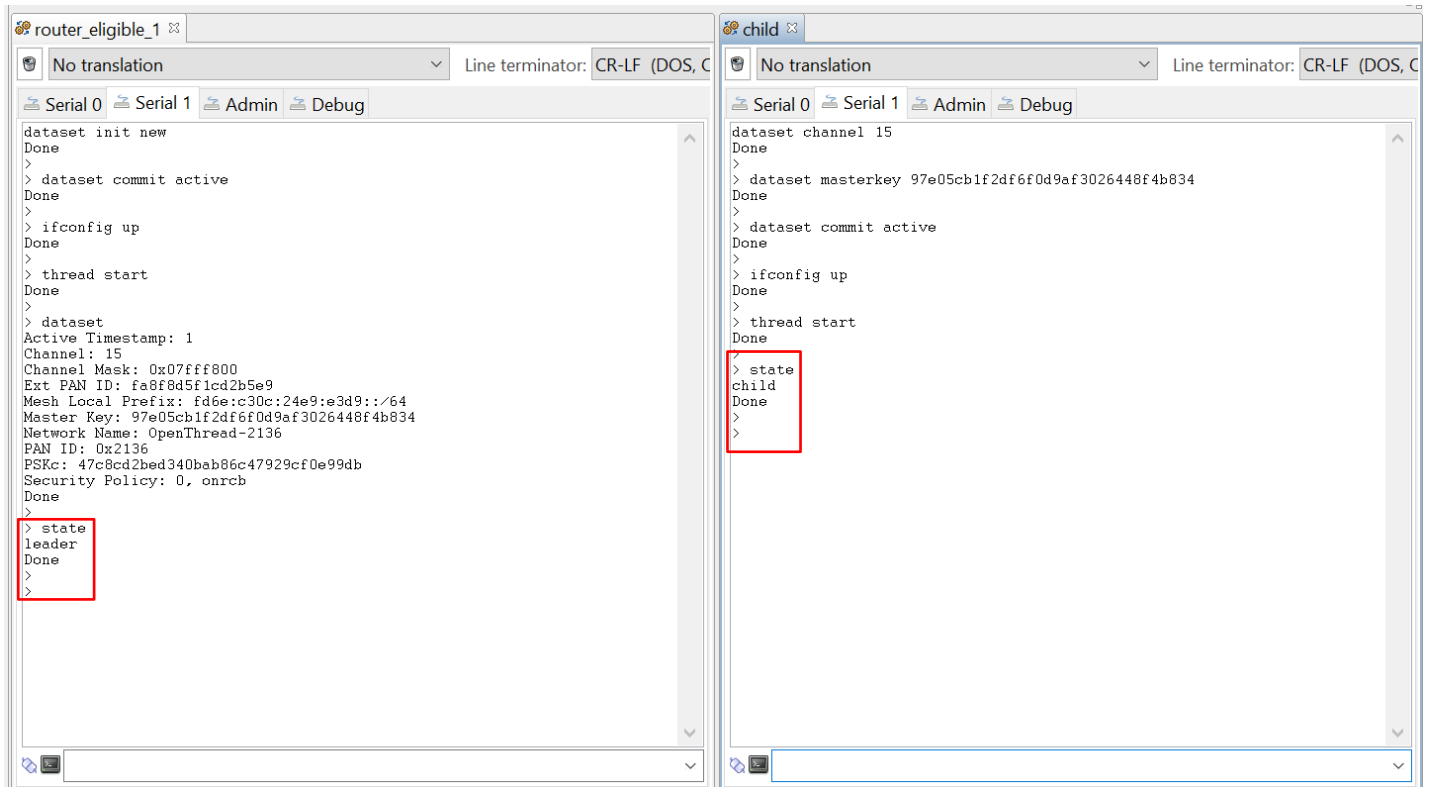 router_eligible_1
No translation
Line terminator: CR-LF (DOS, C
Serial 0 Serial 1 Admin Debug
dataset init new
Done
>
> dataset commit active
Done
>
> ifconfig up
Done
>
> thread start
Done
>
> dataset
Active Timestamp: 1
Channel: 15
Channel Mask: 0x07fff800
Ext PAN ID: fa8f8d5f1cd2b5e9
Mesh Local Prefix: fd6e:c30c:24e9:e3d9::/64
Master Key: 97e05cb1f2df6f0d9af3026448f4b834
Network Name: OpenThread-2136
PAN ID: 0x2136
PSKc: 47c8cd2bed340bab86c47929cf0e99db
Security Policy: 0, onrcb
Done
>
> state
leader
Done
>
>
child
No translation
Line terminator: CR-LF (DOS, C
Serial 0 Serial 1 Admin Debug
dataset channel 15
Done
>
> dataset masterkey 97e05cb1f2df6f0d9af3026448f4b834
Done
>
> dataset commit active
Done
>
> ifconfig up
Done
>
> thread start
Done
>
> state
child
Done
>
>